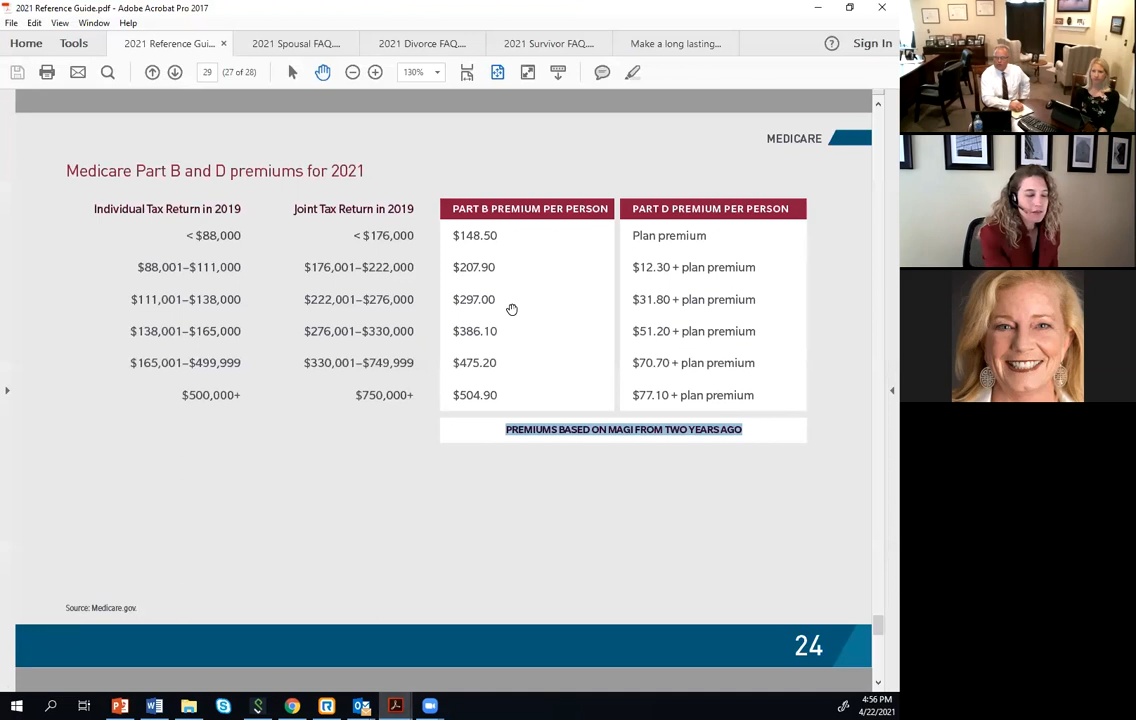 2021 Reference Guide.pdf - Adobe Acrobat Pro 2017
File Edit View Window Help
Home Tools 2021 Reference Gui... × 2021 Spousal FAQ.... 2021 Divorce FAQ.... 2021 Survivor FAQ.... Make a long lasting... Sign In
29 (27 of 28) 130%
MEDICARE
Medicare Part B and D premiums for 2021
Individual Tax Return in 2019 Joint Tax Return in 2019 PART B PREMIUM PER PERSON PART D PREMIUM PER PERSON
< $88,000 < $176,000 $148.50 Plan premium
$88,001–$111,000 $176,001–$222,000 $207.90 $12.30 + plan premium
$111,001–$138,000 $222,001–$276,000 $297.00 $31.80 + plan premium
$138,001–$165,000 $276,001–$330,000 $386.10 $51.20 + plan premium
$165,001–$499,999 $330,001–$749,999 $475.20 $70.70 + plan premium
$500,000+ $750,000+ $504.90 $77.10 + plan premium
PREMIUMS BASED ON MAGI FROM TWO YEARS AGO
Source: Medicare.gov.
24
4:56 PM
4/22/2021